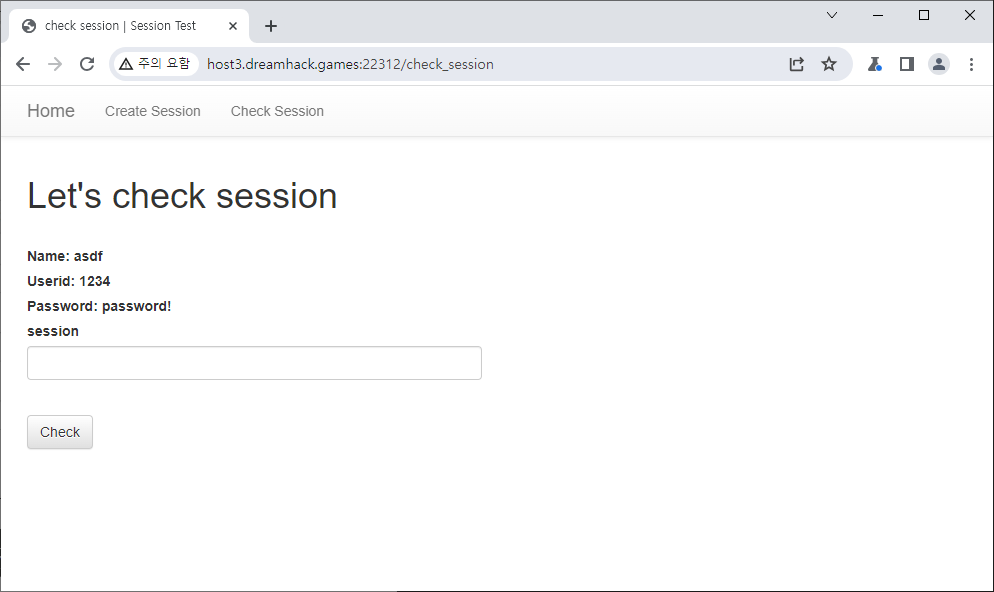 check session | Session Test
주의 요함 host3.dreamhack.games:22312/check_session
Home Create Session Check Session
Let's check session
Name: asdf
Userid: 1234
Password: password!
session
Check